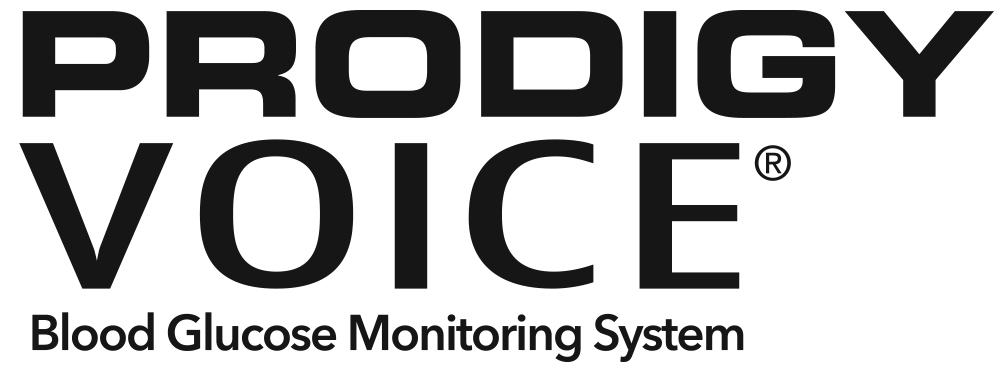 PRODIGY
VOICE®
Blood Glucose Monitoring System